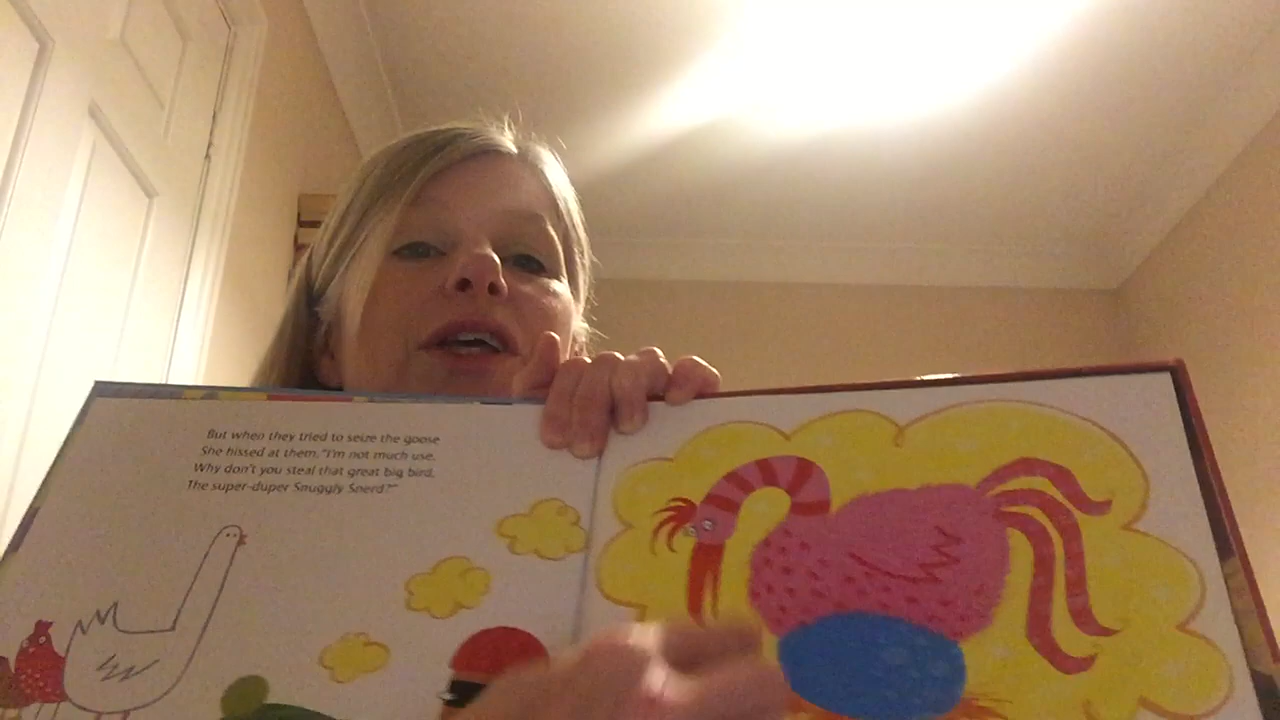 But when they tried to seize the goose
She hissed at them, "I'm not much use.
Why don't you steal that great big bird,
The super-duper Snuggly Snerd?"